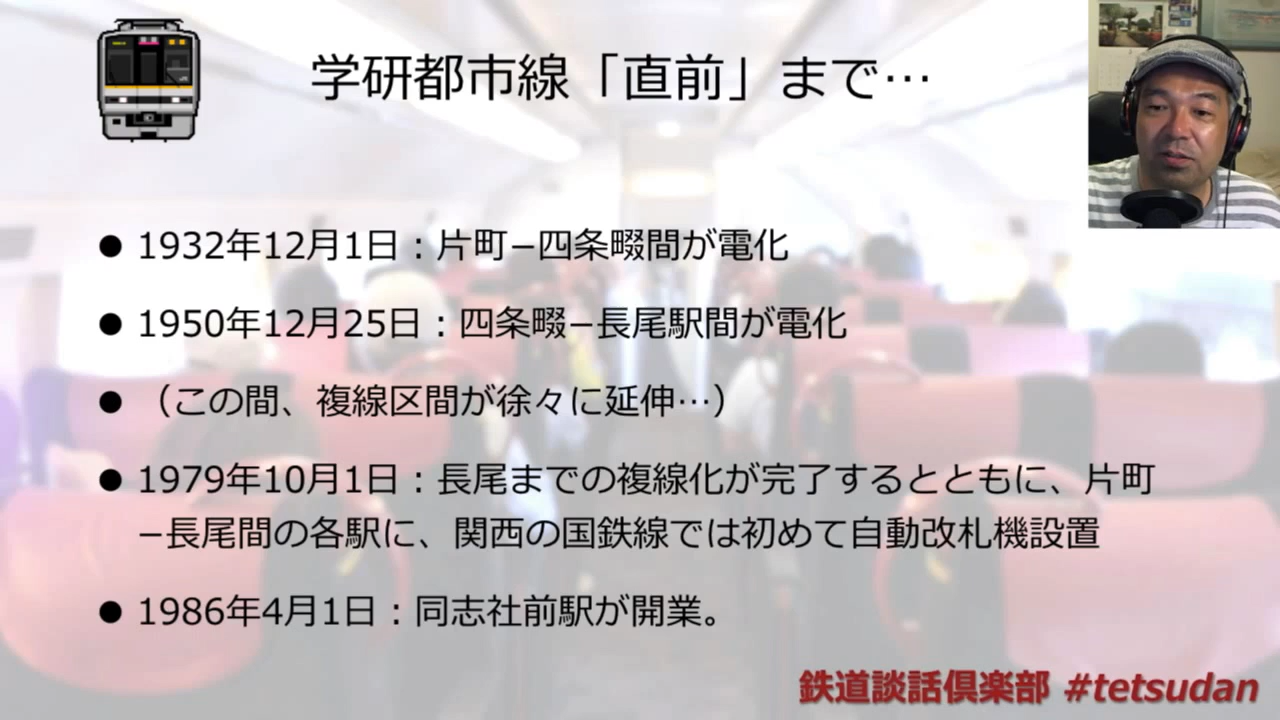 学研都市線「直前」まで…
● 1932年12月1日：片町−四条畷間が電化
● 1950年12月25日：四条畷−長尾駅間が電化
● （この間、複線区間が徐々に延伸…）
● 1979年10月1日：長尾までの複線化が完了するとともに、片町
−長尾間の各駅に、関西の国鉄線では初めて自動改札機設置
● 1986年4月1日：同志社前駅が開業。
鉄道談話倶楽部 #tetsudan